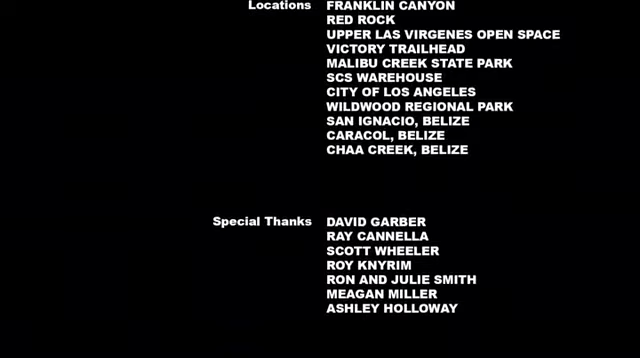 Locations FRANKLIN CANYON
RED ROCK
UPPER LAS VIRGENES OPEN SPACE
VICTORY TRAILHEAD
MALIBU CREEK STATE PARK
SCS WAREHOUSE
CITY OF LOS ANGELES
WILDWOOD REGIONAL PARK
SAN IGNACIO, BELIZE
CARACOL, BELIZE
CHAA CREEK, BELIZE
Special Thanks DAVID GARBER
RAY CANNELLA
SCOTT WHEELER
ROY KNYRIM
RON AND JULIE SMITH
MEAGAN MILLER
ASHLEY HOLLOWAY